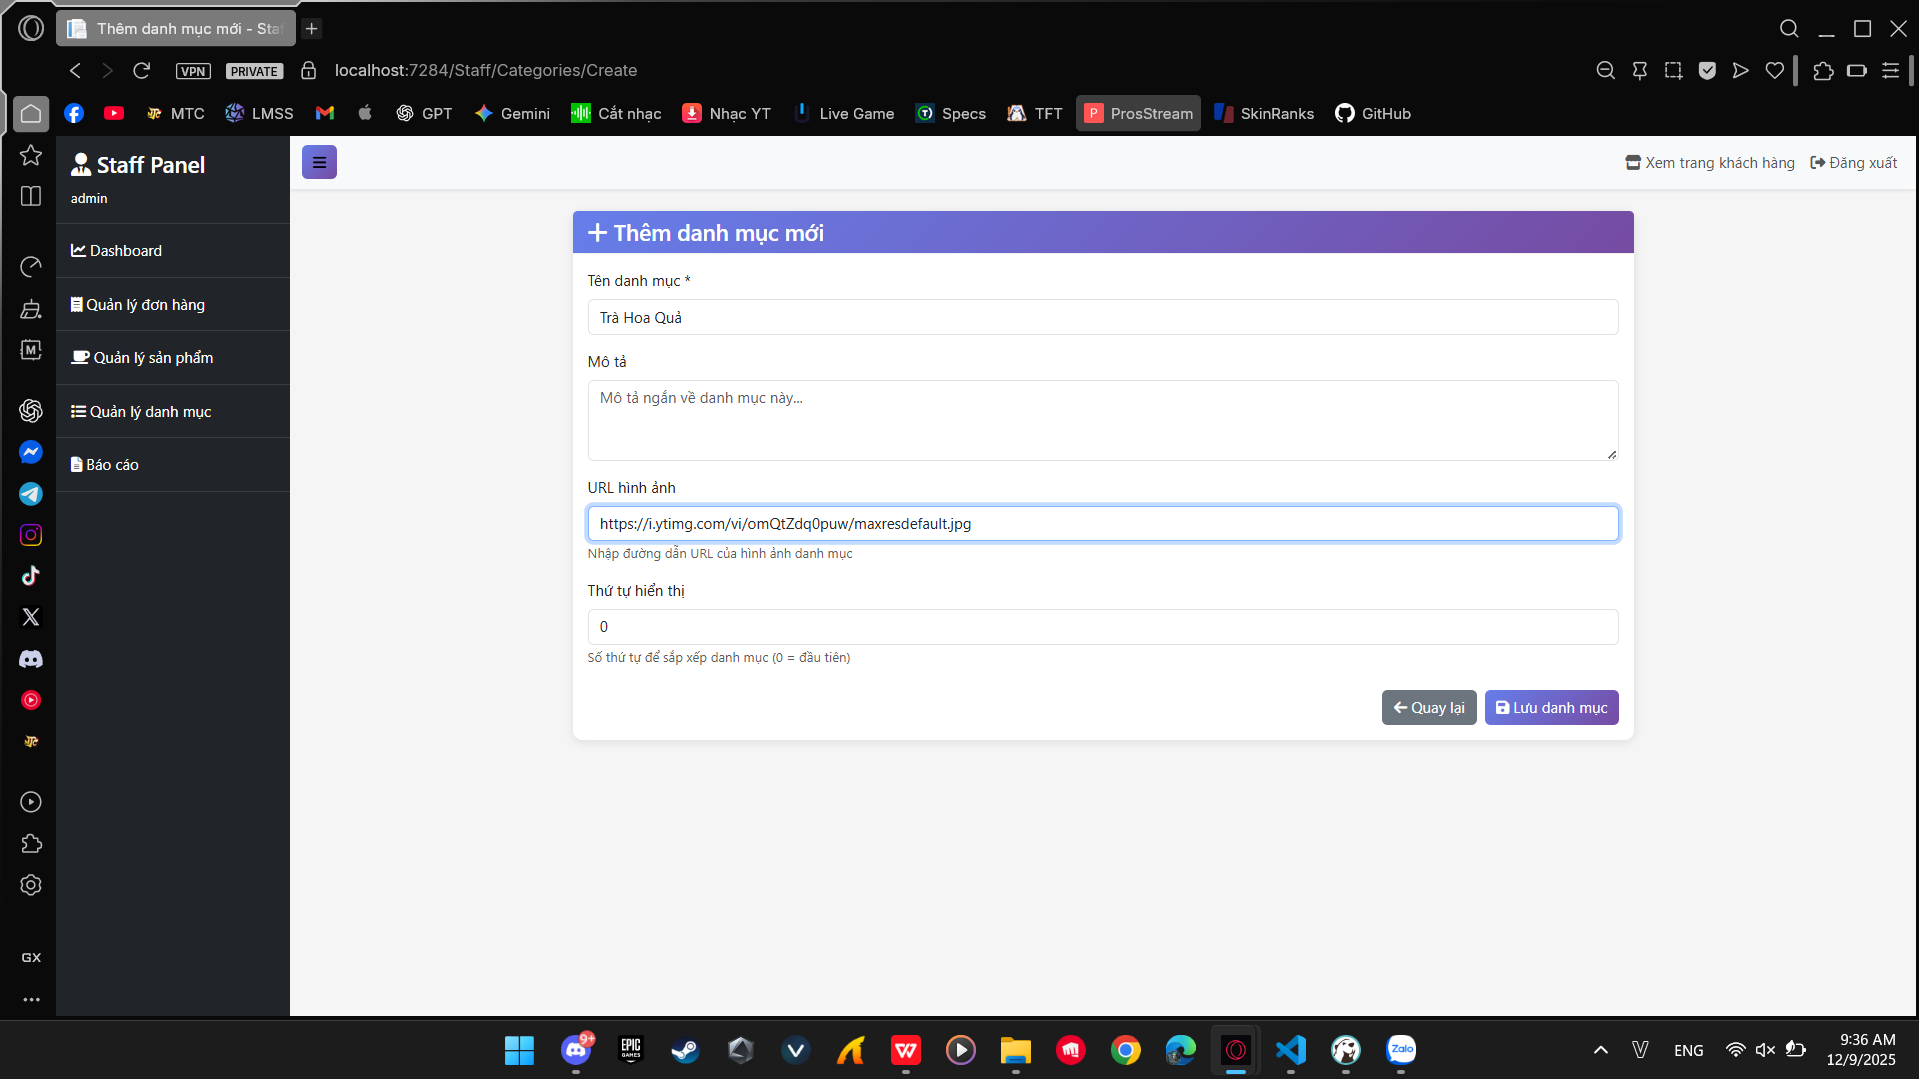 Thêm danh mục mới - Sta
VPN
PRIVATE
localhost:7284/Staff/Categories/Create
MTC
LMSS
GPT
Gemini
Cắt nhạc
Nhạc YT
Live Game
Specs
TFT
P
ProsStream
SkinRanks
GitHub
Staff Panel
admin
Xem trang khách hàng
Đăng xuất
Dashboard
Quản lý đơn hàng
Quản lý sản phẩm
Quản lý danh mục
Báo cáo
Thêm danh mục mới
Tên danh mục *
Trà Hoa Quả
Mô tả
Mô tả ngắn về danh mục này...
URL hình ảnh
https://i.ytimg.com/vi/omQtZdq0puw/maxresdefault.jpg
Nhập đường dẫn URL của hình ảnh danh mục
Thứ tự hiển thị
0
Số thứ tự để sắp xếp danh mục (0 = đầu tiên)
Quay lại
Lưu danh mục
M
GX
9+
EPIC
GAMES
Zalo
V
ENG
9:36 AM
12/9/2025